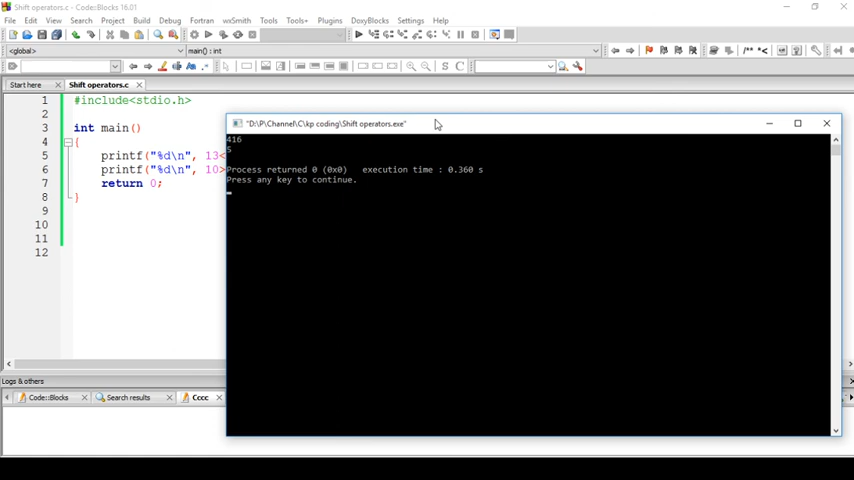 Shift operators.c - Code::Blocks 16.01
File Edit View Search Project Build Debug Fortran wxSmith Tools Tools+ Plugins DoxyBlocks Settings Help
<global> main() : int
Start here Shift operators.c
1 #include<stdio.h>
2
3 int main()
4 {
5 printf("%d\n", 13<
6 printf("%d\n", 10>
7 return 0;
8 }
9
10
11
12
"D:\P\Channel\C\kp coding\Shift operators.exe"
416
5
Process returned 0 (0x0) execution time : 0.360 s
Press any key to continue.
Logs & others
Code::Blocks Search results Cccc